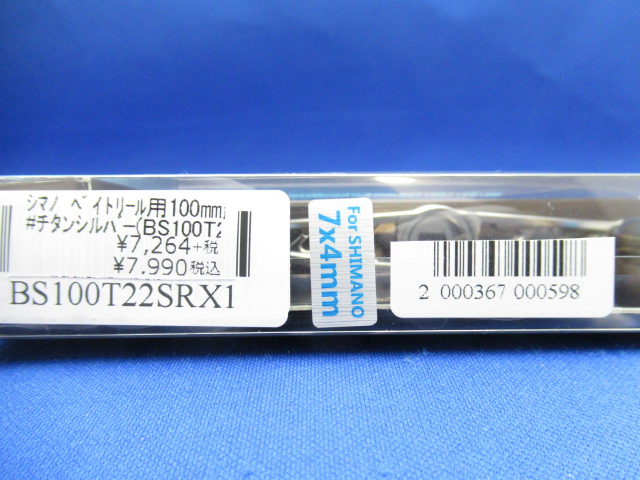 シマノ ベイトリール用100mm
#チタンシルバー(BS100T2
¥7,264+税
¥7.990税込
BS100T22SRX1
For SHIMANO
7x4mm
2 000367 000598